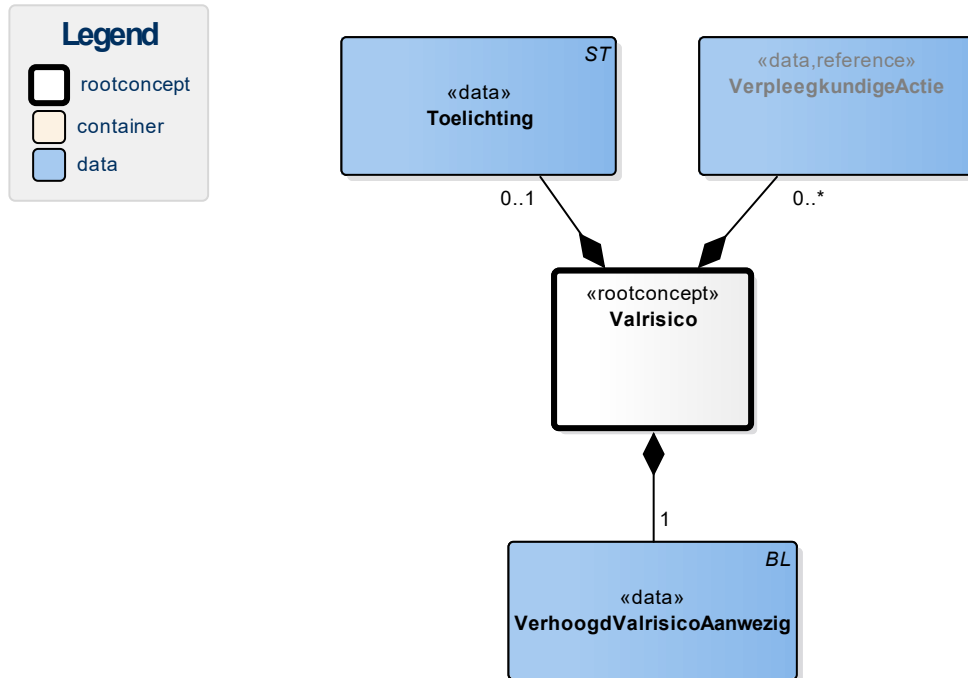 Legend
rootconcept
container
data
ST
«data»
Toelichting
«data,reference»
VerpleegkundigeActie
0..1
0..*
«rootconcept»
Valrisico
1
BL
«data»
VerhoogdValrisicoAanwezig